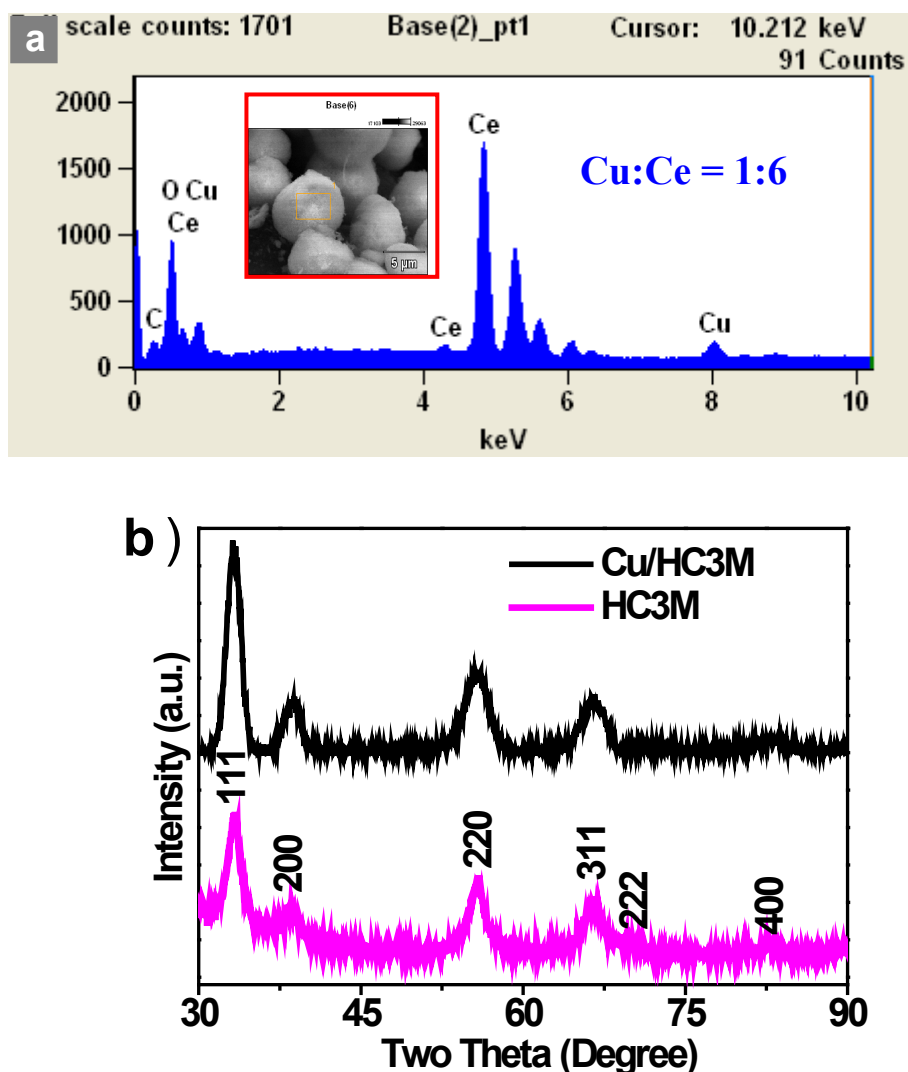 a
scale counts: 1701 Base(2)_pt1 Cursor: 10.212 keV
91 Counts
2000
1500
1000
500
0
Base(6)
5 μm
O Cu
Ce
C
Ce
Ce
Cu
Cu:Ce = 1:6
0 2 4 6 8 10
keV
b)
Cu/HC3M
HC3M
Intensity (a.u.)
111
200
220
311
222
400
30 45 60 75 90
Two Theta (Degree)